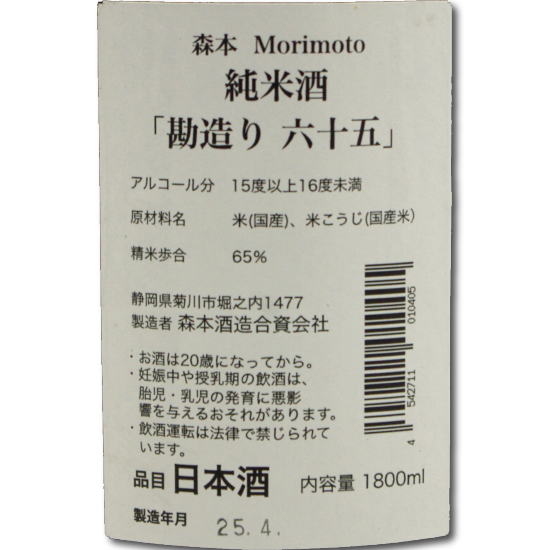 森本 Morimoto
純米酒
「勘造り 六十五」
アルコール分 15度以上16度未満
原材料名 米(国産)、米こうじ(国産米)
精米歩合 65%
静岡県菊川市堀之内1477
製造者 森本酒造合資会社
・お酒は20歳になってから。
・妊娠中や授乳期の飲酒は、
胎児・乳児の発育に悪影
響を与えるおそれがあります。
・飲酒運転は法律で禁じられて
います。
4 542711 010405
品目 日本酒 内容量 1800ml
製造年月 25.4.